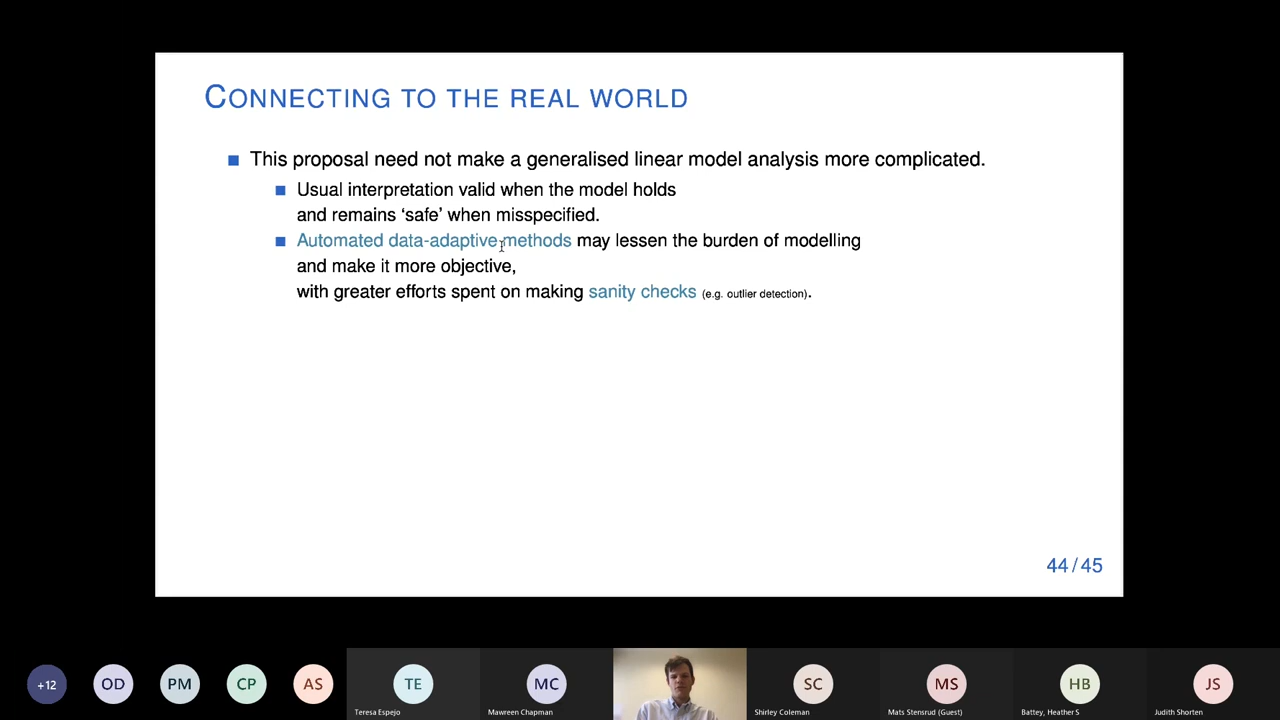 CONNECTING TO THE REAL WORLD
This proposal need not make a generalised linear model analysis more complicated.
Usual interpretation valid when the model holds
and remains ‘safe’ when misspecified.
Automated data-adaptive methods may lessen the burden of modelling
and make it more objective,
with greater efforts spent on making sanity checks (e.g. outlier detection).
44/45
+12
OD
PM
CP
AS
TE
MC
SC
MS
HB
JS
Teresa Espejo
Mawreen Chapman
Shirley Coleman
Mats Stensrud (Guest)
Battey, Heather S
Judith Shorten